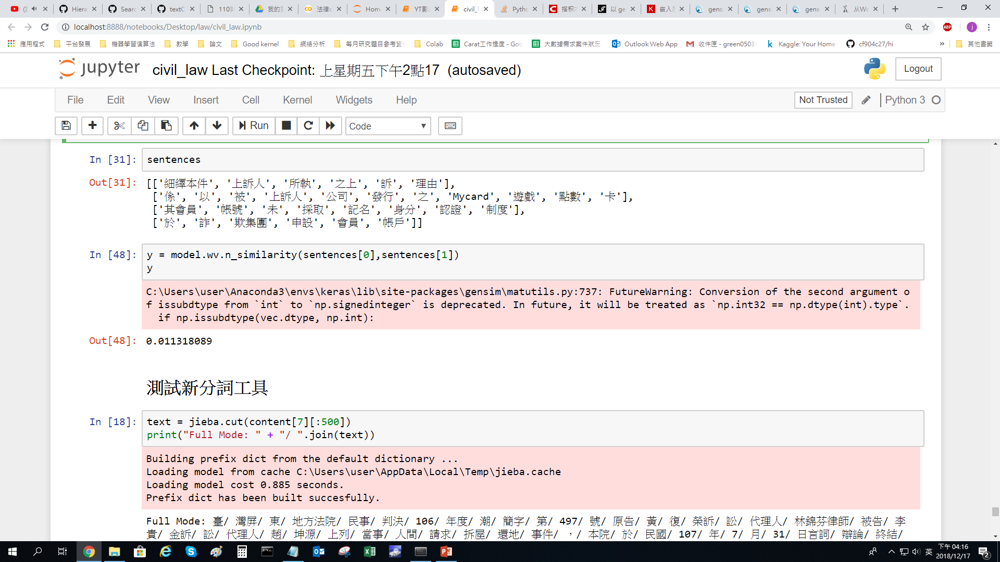 Hiera
Searc
textC
1103
我的
法律c
Home
YT影
civil_l
Pytho
搭积木
以 ge
嵌入层
gensi
gensi
gensi
从Wo
localhost:8888/notebooks/Desktop/law/civil_law.ipynb
應用程式 平台發展 機器學習演算法 教學 論文 Good kernel 網絡分析 每月研究題目參考資 Colab Carat工作進度 - Goo 大數據需求案件狀況 Outlook Web App 收件匣 - green0503 Kaggle: Your Home cf904c27/hi » 其他書籤
jupyter civil_law Last Checkpoint: 上星期五下午2點17 (autosaved) Logout
File Edit View Insert Cell Kernel Widgets Help Not Trusted Python 3
Run Code
In [31]: sentences
Out[31]: [['細繹本件', '上訴人', '所執', '之上', '訴', '理由'],
['係', '以', '被', '上訴人', '公司', '發行', '之', 'Mycard', '遊戲', '點數', '卡'],
['其會員', '帳號', '未', '採取', '記名', '身分', '認證', '制度'],
['於', '詐', '欺集團', '申設', '會員', '帳戶']]
In [48]: y = model.wv.n_similarity(sentences[0],sentences[1])
y
C:\Users\user\Anaconda3\envs\keras\lib\site-packages\gensim\matutils.py:737: FutureWarning: Conversion of the second argument o
f issubdtype from `int` to `np.signedinteger` is deprecated. In future, it will be treated as `np.int32 == np.dtype(int).type`.
if np.issubdtype(vec.dtype, np.int):
Out[48]: 0.011318089
測試新分詞工具
In [18]: text = jieba.cut(content[7][:500])
print("Full Mode: " + "/ ".join(text))
Building prefix dict from the default dictionary ...
Loading model from cache C:\Users\user\AppData\Local\Temp\jieba.cache
Loading model cost 0.885 seconds.
Prefix dict has been built succesfully.
Full Mode: 臺/ 灣屏/ 東/ 地方法院/ 民事/ 判決/ 106/ 年度/ 潮/ 簡字/ 第/ 497/ 號/ 原告/ 黃/ 復/ 榮訴/ 訟/ 代理人/ 林錦芬律師/ 被告/ 李
貴/ 金訴/ 訟/ 代理人/ 趙/ 坤源/ 上列/ 當事/ 人間/ 請求/ 拆屋/ 還地/ 事件/ ，/ 本院/ 於/ 民國/ 107/ 年/ 7/ 月/ 31/ 日言詞/ 辯論/ 終結/
英
下午 04:16
2018/12/17
2